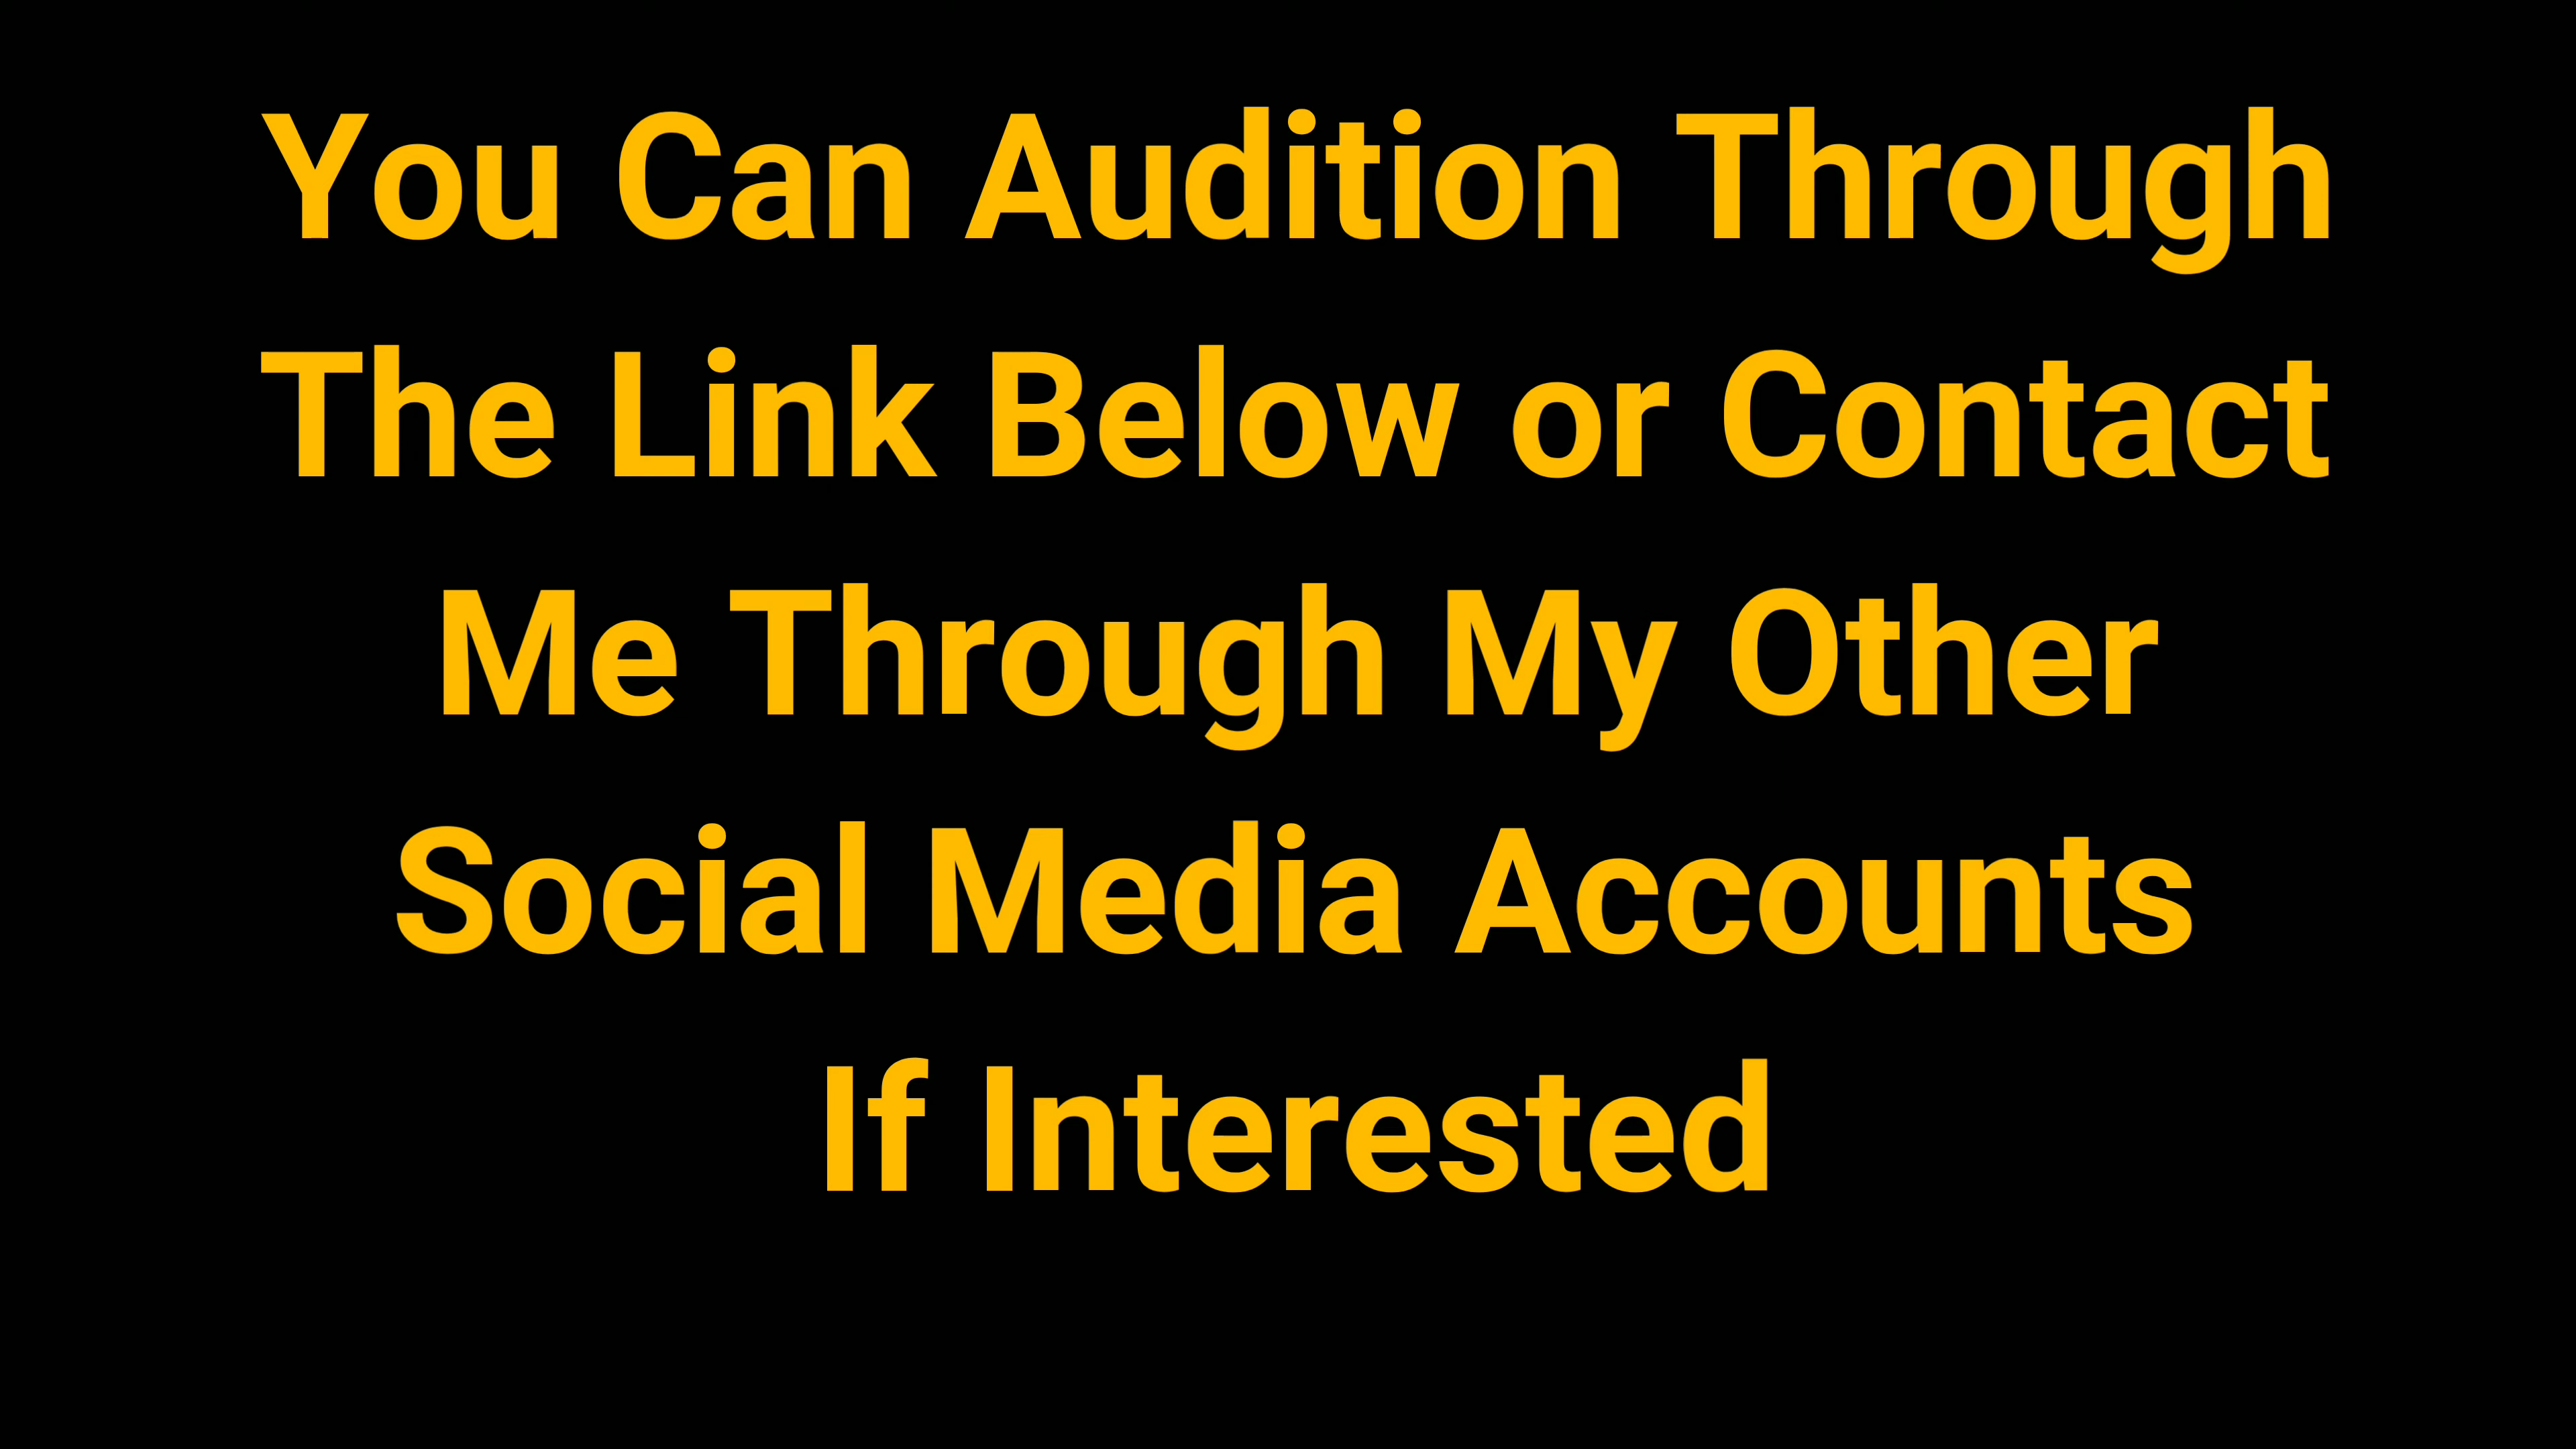 You Can Audition Through
The Link Below or Contact
Me Through My Other
Social Media Accounts
If Interested